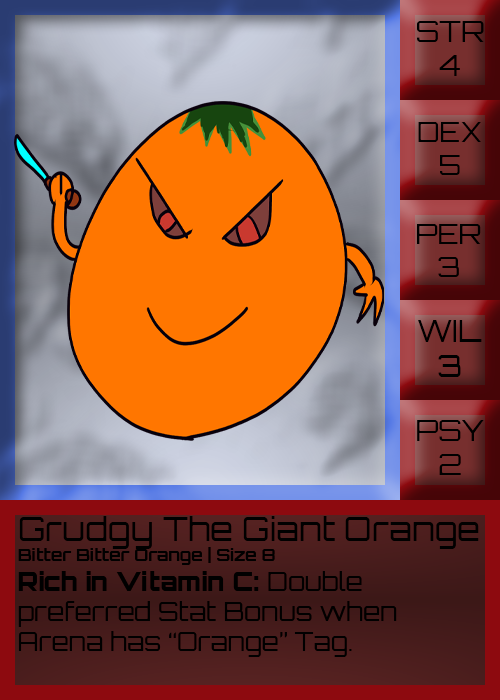 STR
4
DEX
5
PER
3
WIL
3
PSY
2
Grudgy The Giant Orange
Bitter Bitter Orange | Size 8
Rich in Vitamin C: Double
preferred Stat Bonus when
Arena has “Orange” Tag.